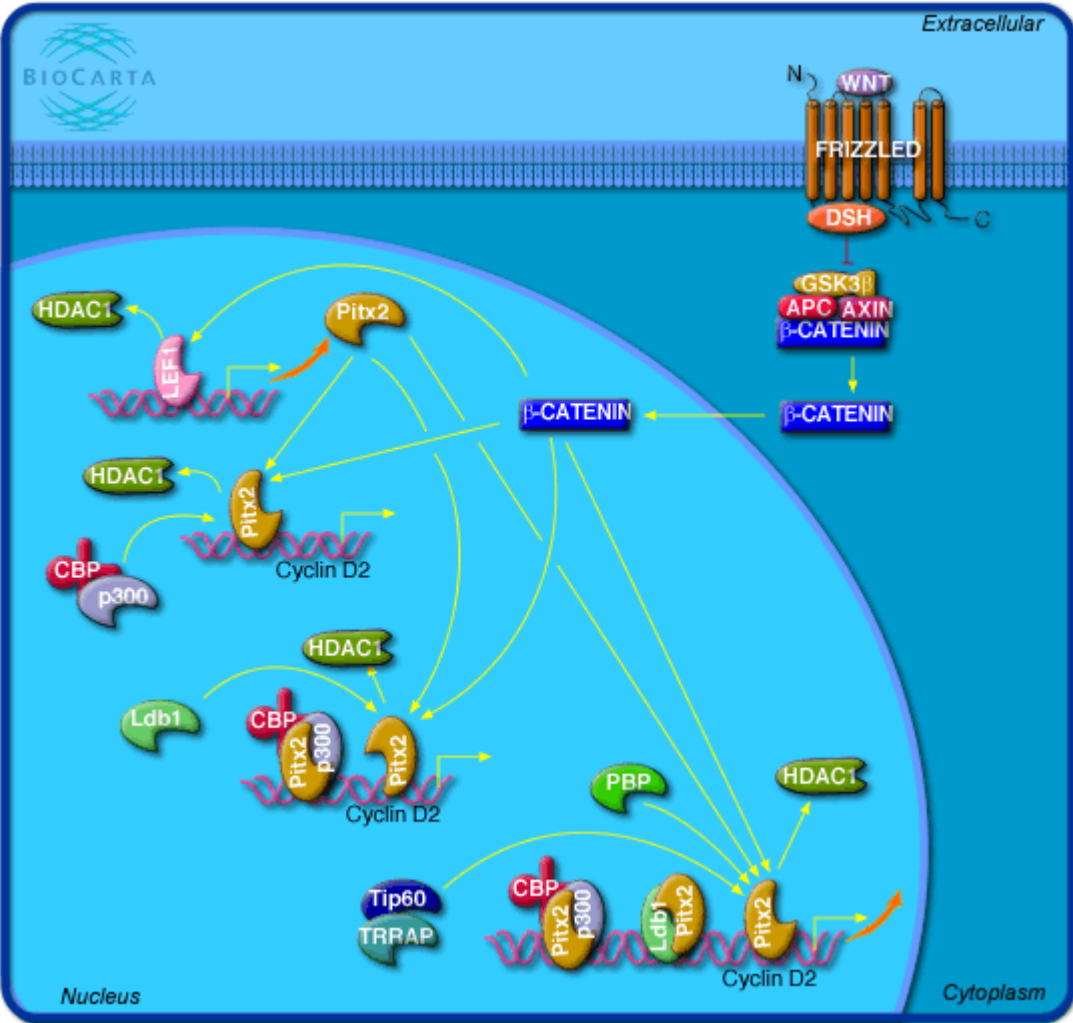 Extracellular
BIOCARTA
N
WNT
FRIZZLED
DSH
C
GSK3β
APC AXIN
β-CATENIN
HDAC1
Pitx2
LEF1
β-CATENIN
β-CATENIN
HDAC1
Pitx2
CBP
p300
Cyclin D2
HDAC1
Ldb1
CBP
Pitx2
p300
Pitx2
Cyclin D2
PBP
HDAC1
Tip60
TRRAP
CBP
Pitx2
p300
Ldb1
Pitx2
Pitx2
Cyclin D2
Nucleus
Cytoplasm